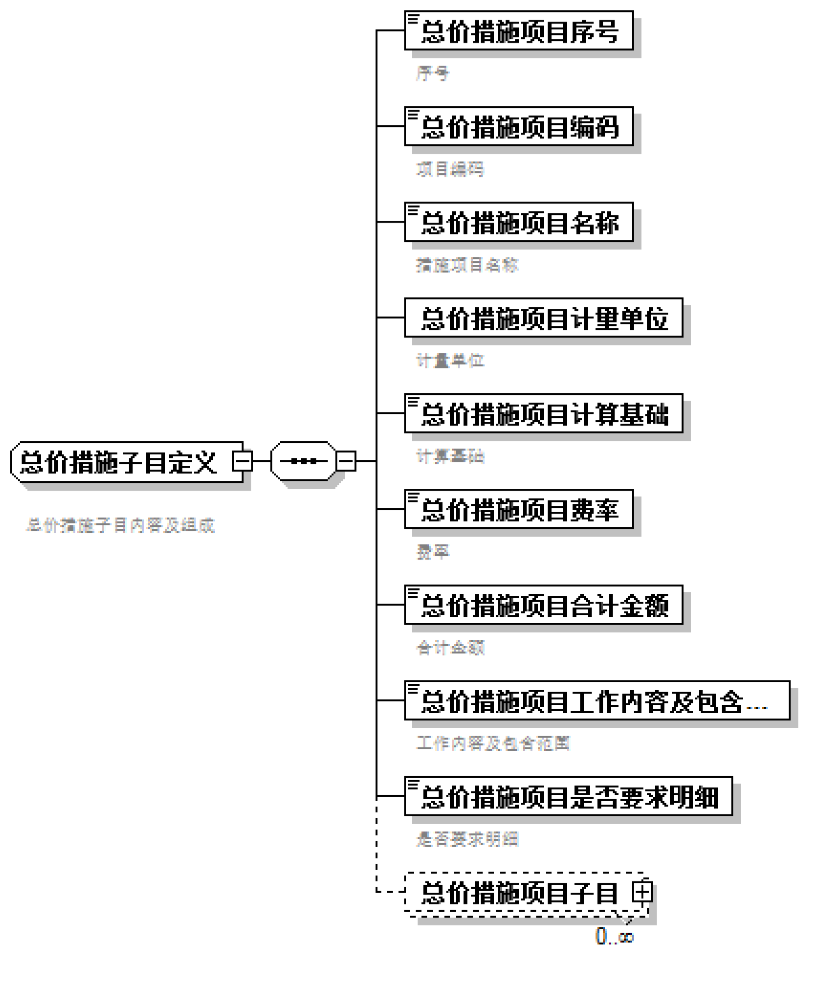 总价措施项目序号
序号
总价措施项目编码
项目编码
总价措施项目名称
措施项目名称
总价措施项目计量单位
计量单位
总价措施项目计算基础
计算基础
总价措施子目定义
总价措施子目内容及组成
总价措施项目费率
费率
总价措施项目合计金额
合计金额
总价措施项目工作内容及包含...
工作内容及包含范围
总价措施项目是否要求明细
是否要求明细
总价措施项目子目
0..∞